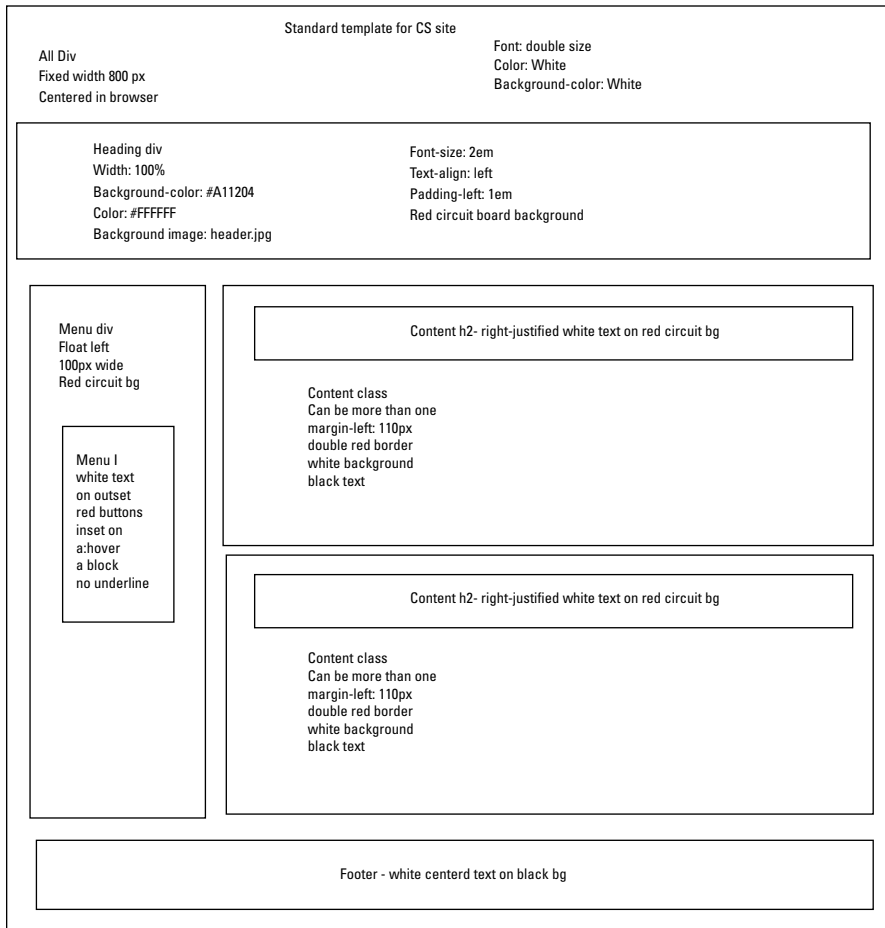 Standard template for CS site
All Div
Fixed width 800 px
Centered in browser
Font: double size
Color: White
Background-color: White
Heading div
Width: 100%
Background-color: #A11204
Color: #FFFFFF
Background image: header.jpg
Font-size: 2em
Text-align: left
Padding-left: 1em
Red circuit board background
Menu div
Float left
100px wide
Red circuit bg
Menu I
white text
on outset
red buttons
inset on
a:hover
a block
no underline
Content h2- right-justified white text on red circuit bg
Content class
Can be more than one
margin-left: 110px
double red border
white background
black text
Content h2- right-justified white text on red circuit bg
Content class
Can be more than one
margin-left: 110px
double red border
white background
black text
Footer - white centerd text on black bg